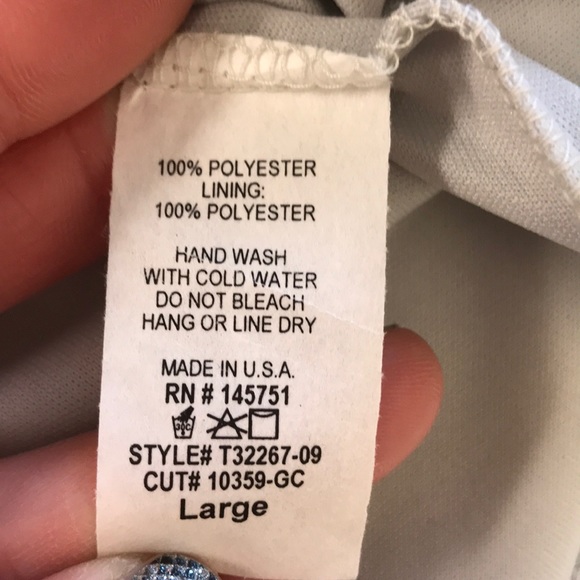 100% POLYESTER
LINING:
100% POLYESTER
HAND WASH
WITH COLD WATER
DO NOT BLEACH
HANG OR LINE DRY
MADE IN U.S.A.
RN # 145751
30C
STYLE# T32267-09
CUT# 10359-GC
Large